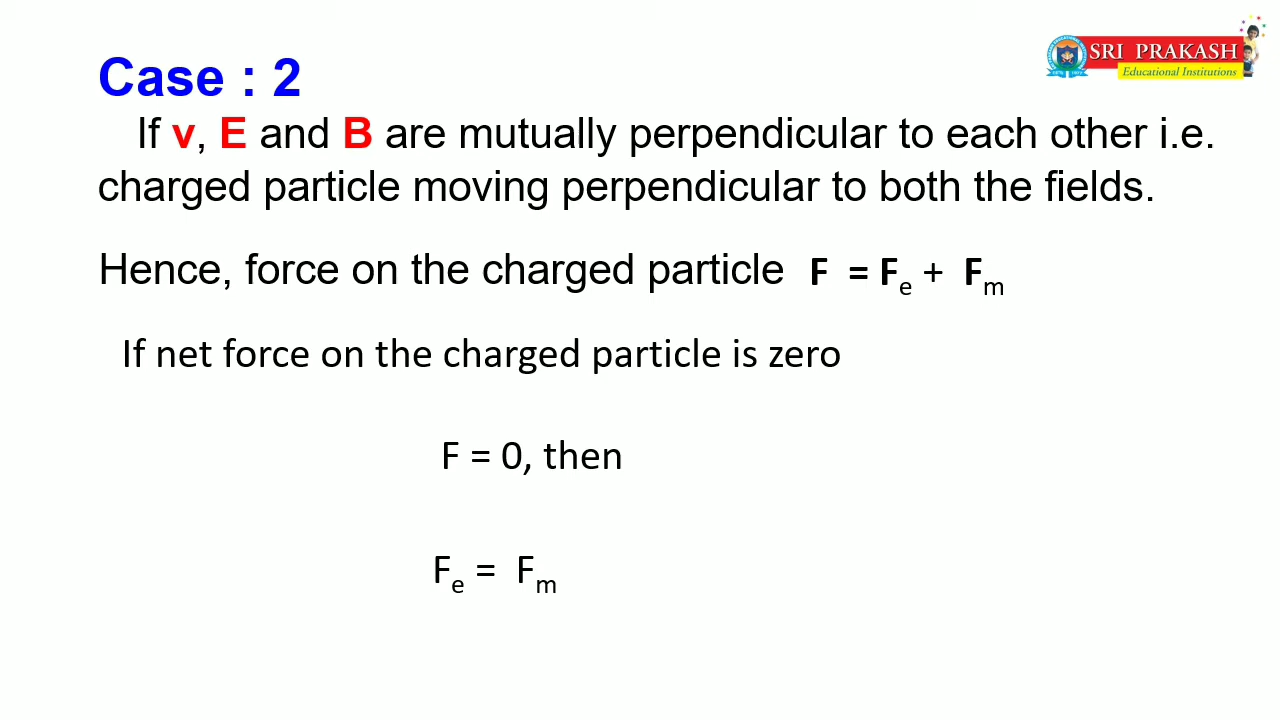 SRI PRAKASH
Educational Institutions
Case : 2
If v, E and B are mutually perpendicular to each other i.e.
charged particle moving perpendicular to both the fields.
Hence, force on the charged particle F = Fe + Fm
If net force on the charged particle is zero
F = 0, then
Fe = Fm